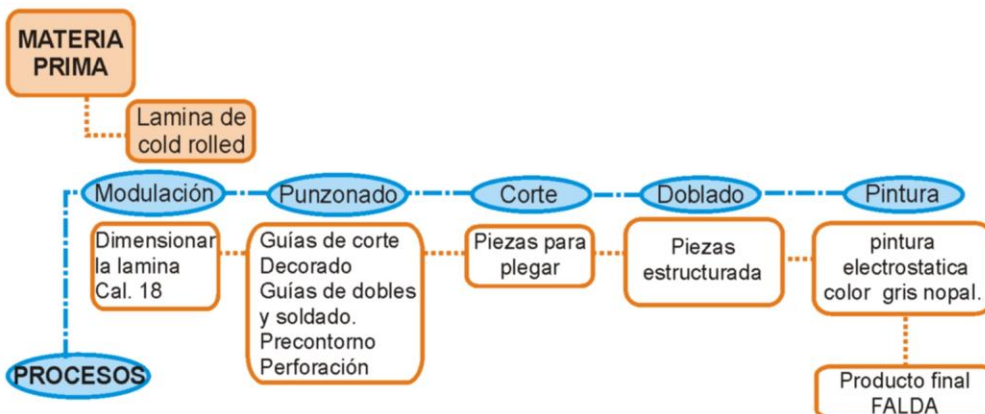 MATERIA
PRIMA
Lamina de
cold rolled
Modulación
Punzonado
Corte
Doblado
Pintura
Dimensionar
la lamina
Cal. 18
Guías de corte
Decorado
Guías de dobles
y soldado.
Precontorno
Perforación
Piezas para
plegar
Piezas
estructurada
pintura
electrostatica
color gris nopal.
PROCESOS
Producto final
FALDA